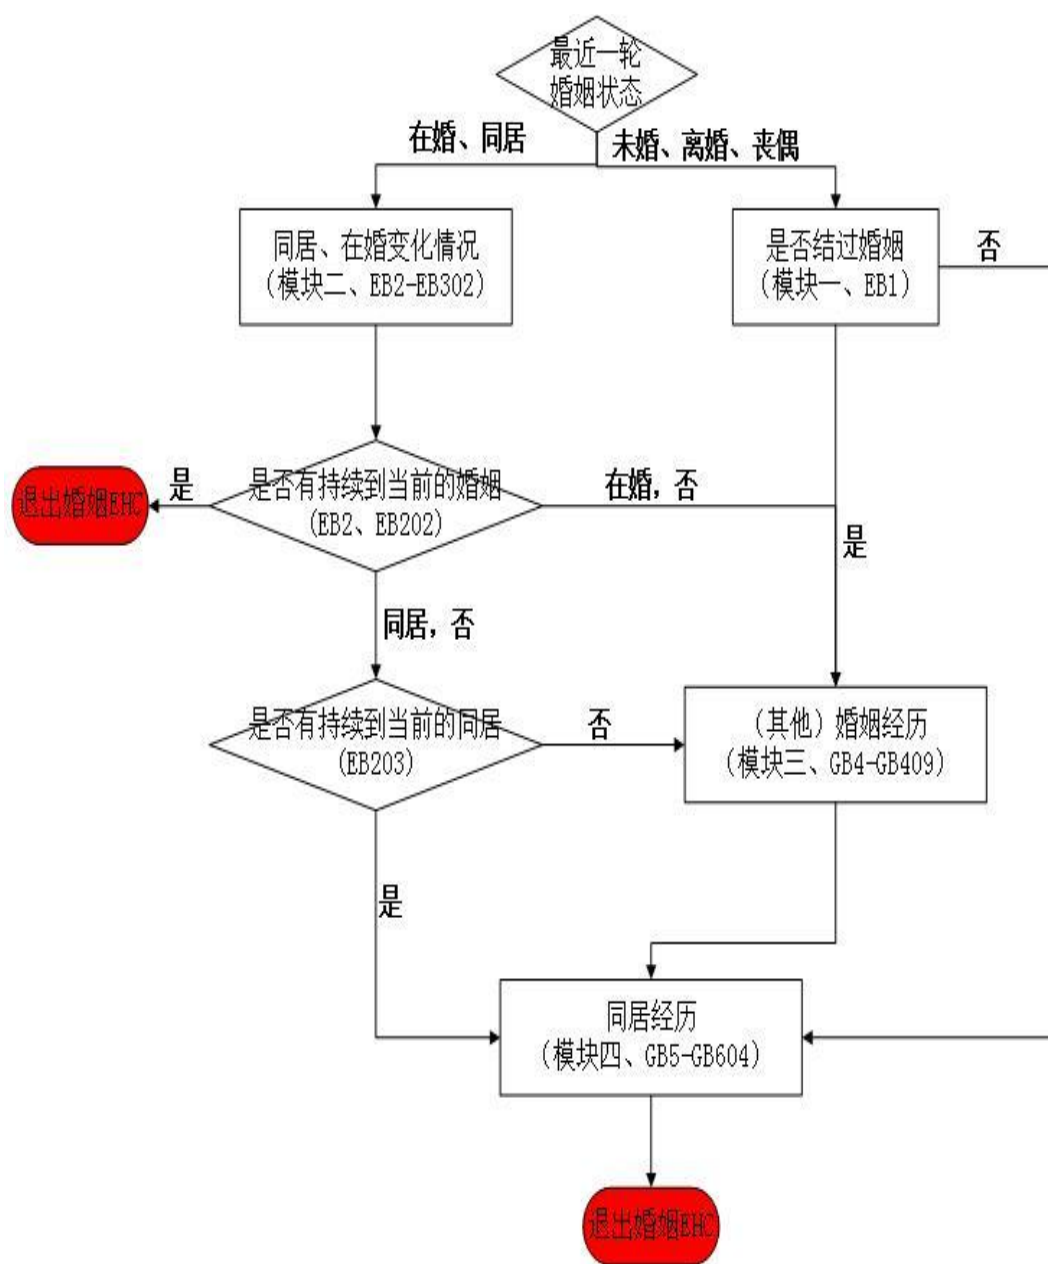 最近一轮
婚姻状态
在婚、同居
未婚、离婚、丧偶
同居、在婚变化情况
(模块二、EB2-EB302)
是否结过婚姻
(模块一、EB1)
否
退出婚姻EHC
是
是否有持续到当前的婚姻
(EB2、EB202)
在婚，否
是
同居，否
是否有持续到当前的同居
(EB203)
否
(其他)婚姻经历
(模块三、GB4-GB409)
是
同居经历
(模块四、GB5-GB604)
退出婚姻EHC